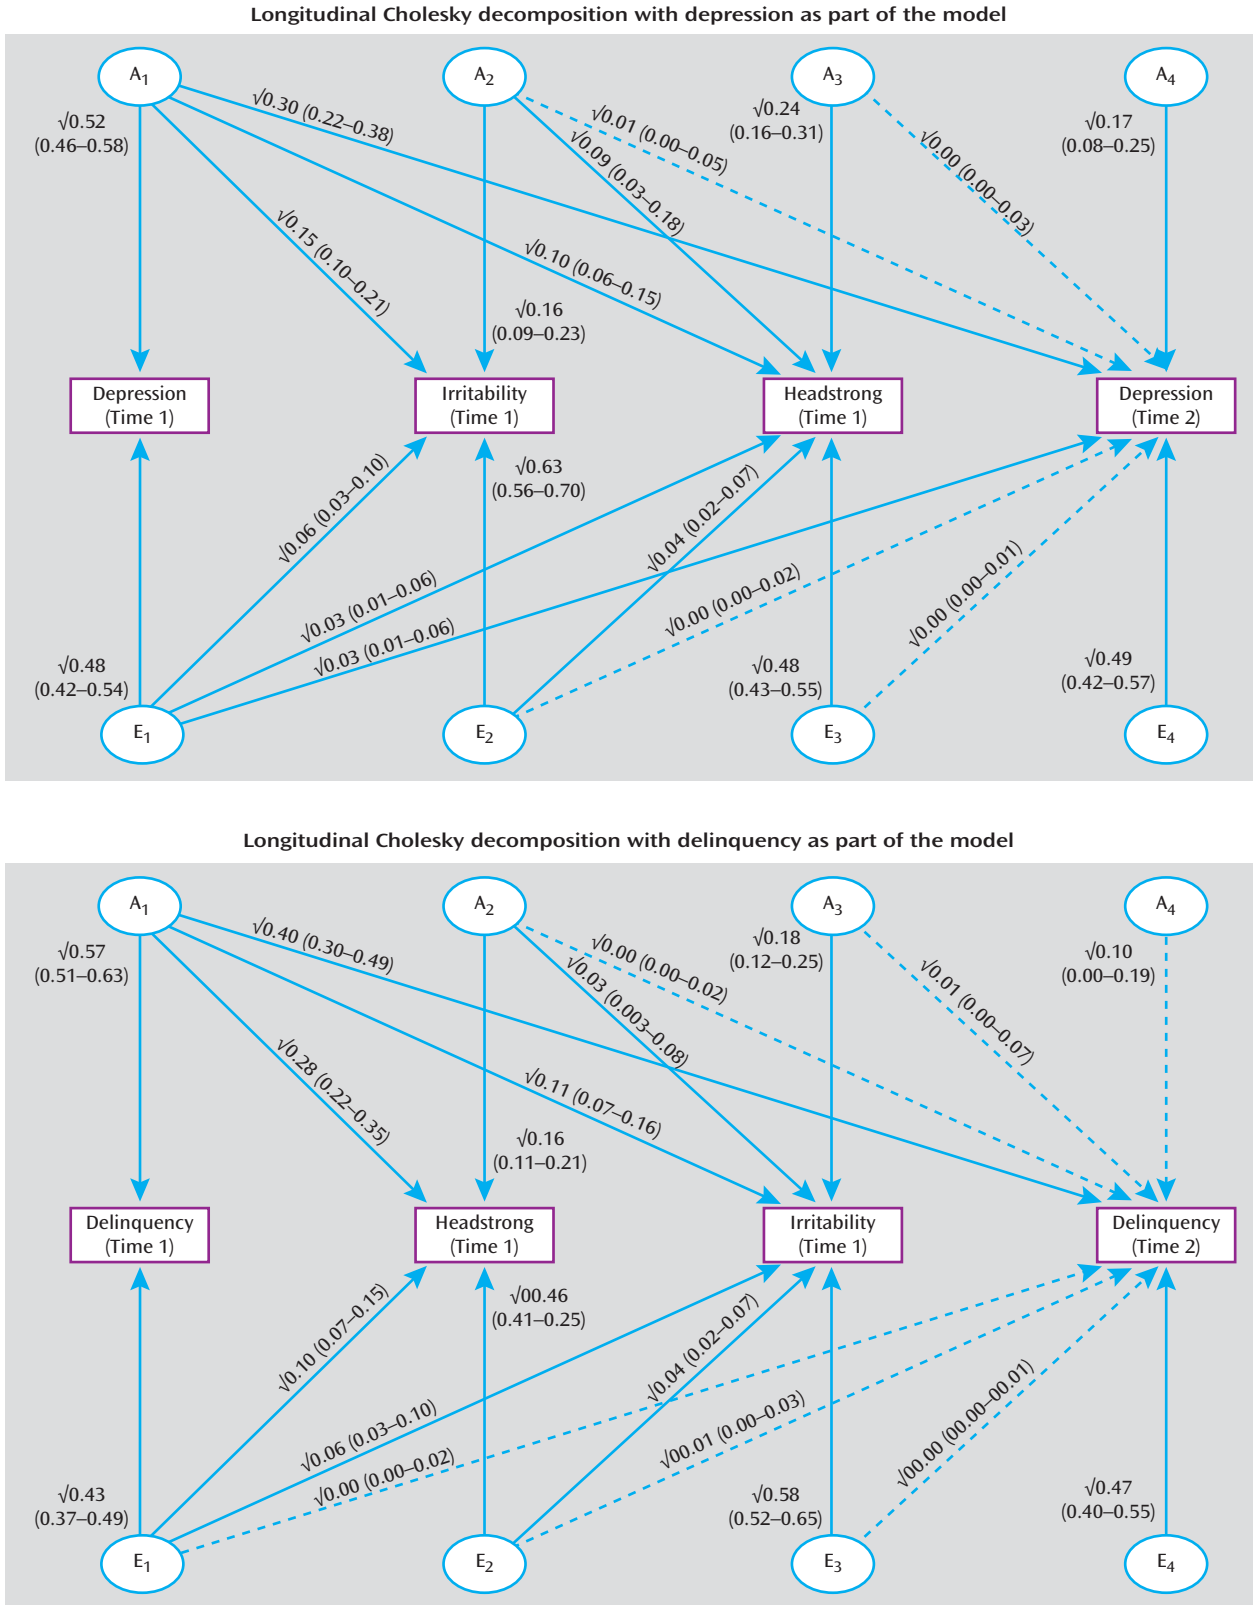 Longitudinal Cholesky decomposition with depression as part of the model
A1
A2
A3
A4
√0.52
(0.46–0.58)
√0.30 (0.22–0.38)
√0.01 (0.00–0.05)
√0.09 (0.03–0.18)
√0.24
(0.16–0.31)
√0.00 (0.00–0.03)
√0.17
(0.08–0.25)
√0.15 (0.10–0.21)
√0.10 (0.06–0.15)
√0.16
(0.09–0.23)
Depression
(Time 1)
Irritability
(Time 1)
Headstrong
(Time 1)
Depression
(Time 2)
√0.06 (0.03–0.10)
√0.63
(0.56–0.70)
√0.04 (0.02–0.07)
√0.03 (0.01–0.06)
√0.03 (0.01–0.06)
√0.00 (0.00–0.02)
√0.00 (0.00–0.01)
√0.48
(0.42–0.54)
√0.48
(0.43–0.55)
√0.49
(0.42–0.57)
E1
E2
E3
E4
Longitudinal Cholesky decomposition with delinquency as part of the model
A1
A2
A3
A4
√0.57
(0.51–0.63)
√0.40 (0.30–0.49)
√0.00 (0.00–0.02)
√0.03 (0.003–0.08)
√0.18
(0.12–0.25)
√0.01 (0.00–0.07)
√0.10
(0.00–0.19)
√0.28 (0.22–0.35)
√0.11 (0.07–0.16)
√0.16
(0.11–0.21)
Delinquency
(Time 1)
Headstrong
(Time 1)
Irritability
(Time 1)
Delinquency
(Time 2)
√0.10 (0.07–0.15)
√00.46
(0.41–0.25)
√0.04 (0.02–0.07)
√0.06 (0.03–0.10)
√0.00 (0.00–0.02)
√00.01 (0.00–0.03)
√00.00 (00.00–00.01)
√0.43
(0.37–0.49)
√0.58
(0.52–0.65)
√0.47
(0.40–0.55)
E1
E2
E3
E4